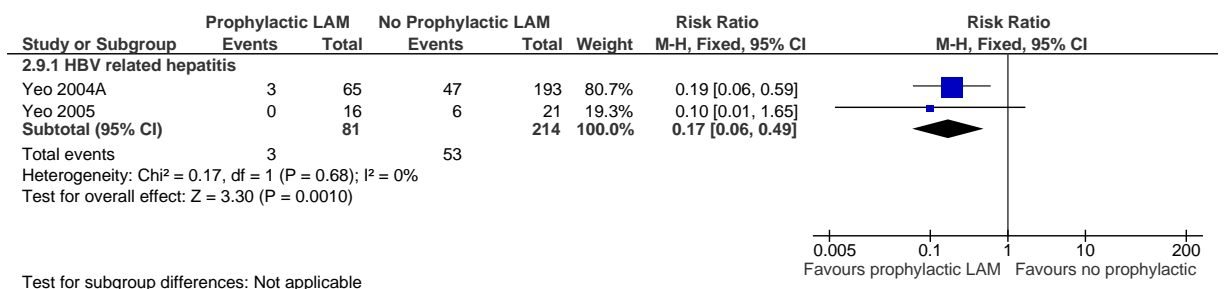 Prophylactic LAM No Prophylactic LAM Risk Ratio Risk Ratio
Study or Subgroup Events Total Events Total Weight M-H, Fixed, 95% CI M-H, Fixed, 95% CI
2.9.1 HBV related hepatitis
Yeo 2004A 3 65 47 193 80.7% 0.19 [0.06, 0.59]
Yeo 2005 0 16 6 21 19.3% 0.10 [0.01, 1.65]
Subtotal (95% CI) 81 214 100.0% 0.17 [0.06, 0.49]
Total events 3 53
Heterogeneity: Chi² = 0.17, df = 1 (P = 0.68); I² = 0%
Test for overall effect: Z = 3.30 (P = 0.0010)
0.005 0.1 1 10 200
Favours prophylactic LAM Favours no prophylactic
Test for subgroup differences: Not applicable